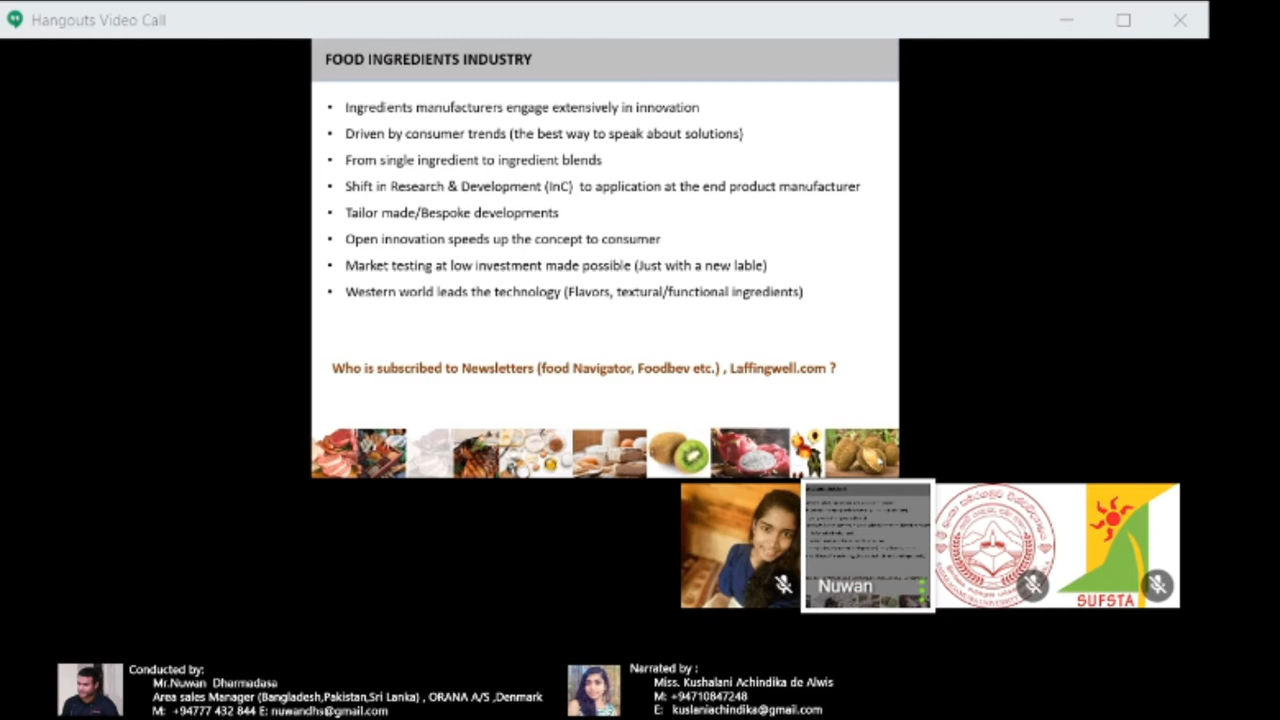 Hangouts Video Call
FOOD INGREDIENTS INDUSTRY
• Ingredients manufacturers engage extensively in innovation
• Driven by consumer trends (the best way to speak about solutions)
• From single ingredient to ingredient blends
• Shift in Research & Development (InC) to application at the end product manufacturer
• Tailor made/Bespoke developments
• Open innovation speeds up the concept to consumer
• Market testing at low investment made possible (Just with a new lable)
• Western world leads the technology (Flavors, textural/functional ingredients)
Who is subscribed to Newsletters (food Navigator, Foodbev etc.) , Laffingwell.com ?
Nuwan
SUFSTA
Conducted by:
Mr.Nuwan Dharmadasa
Area sales Manager (Bangladesh,Pakistan,Sri Lanka) , ORANA A/S ,Denmark
M: +94777 432 844 E: nuwandhs@gmail.com
Narrated by :
Miss. Kushalani Achindika de Alwis
M: +94710847248
E: kuslaniachindika@gmail.com